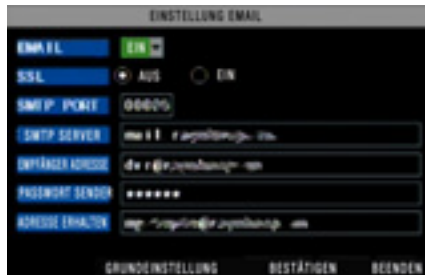 EINSTELLUNG EMAIL
EMAIL EIN
SSL AUS EIN
SMTP PORT 00025
SMTP SERVER mail
EMPFÄNGER ADRESSE
PASSWORT SENDER ******
ADRESSE ERHALTEN
GRUNDEINSTELLUNG BESTÄTIGEN BEENDEN